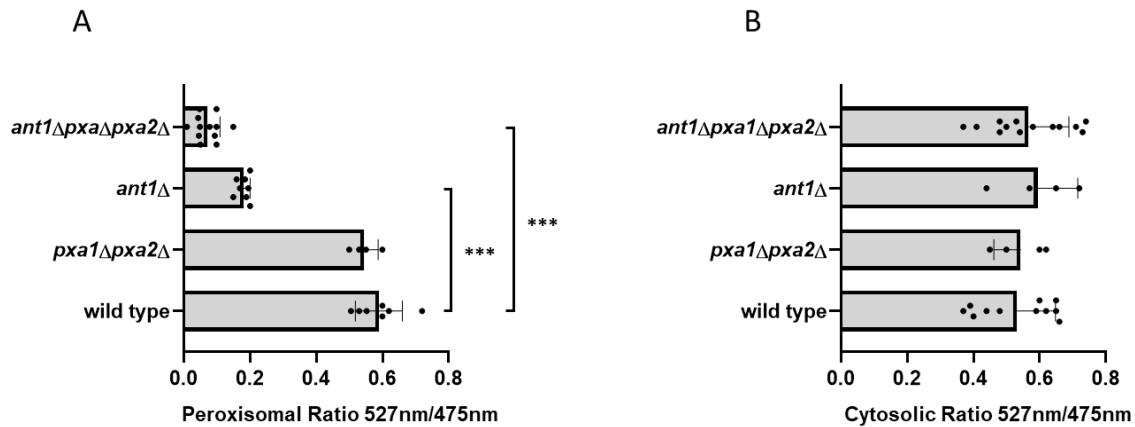 A
ant1ΔpxaΔpxa2Δ
ant1Δ
pxa1Δpxa2Δ
wild type
***
***
0.0 0.2 0.4 0.6 0.8
Peroxisomal Ratio 527nm/475nm
B
ant1Δpxa1Δpxa2Δ
ant1Δ
pxa1Δpxa2Δ
wild type
0.0 0.2 0.4 0.6 0.8
Cytosolic Ratio 527nm/475nm